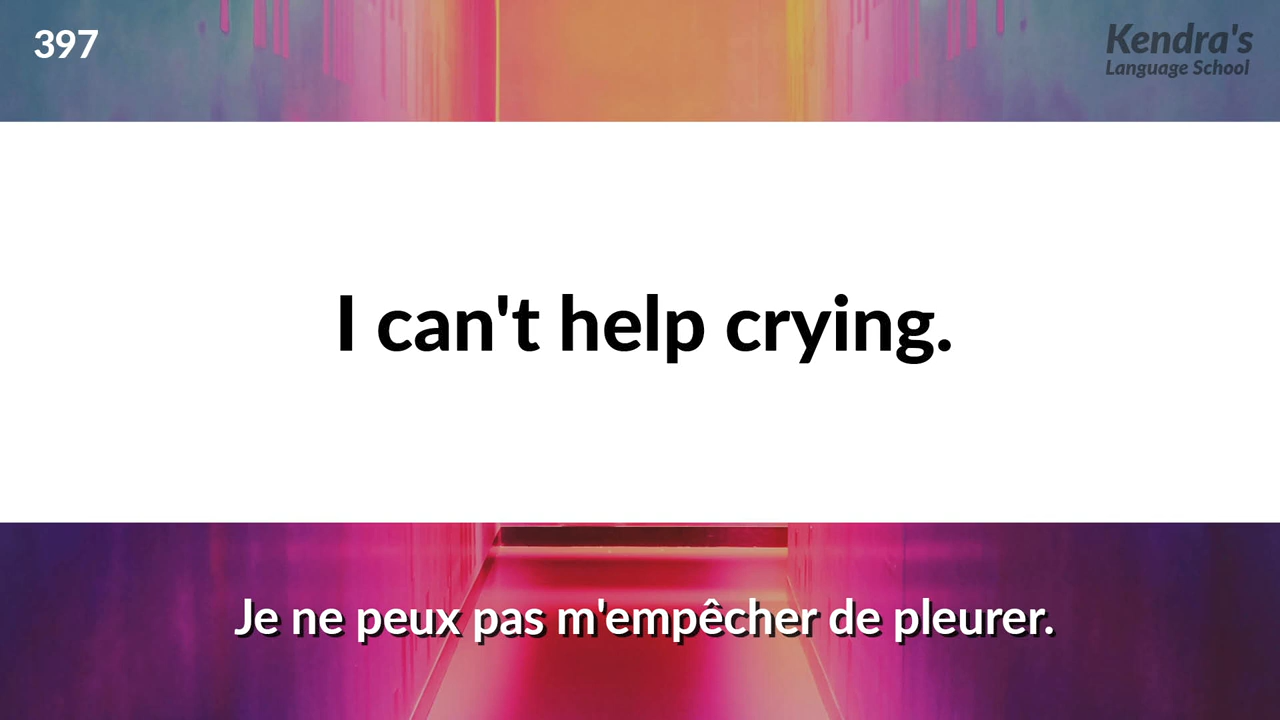 397
Kendra's
Language School
I can't help crying.
Je ne peux pas m'empêcher de pleurer.